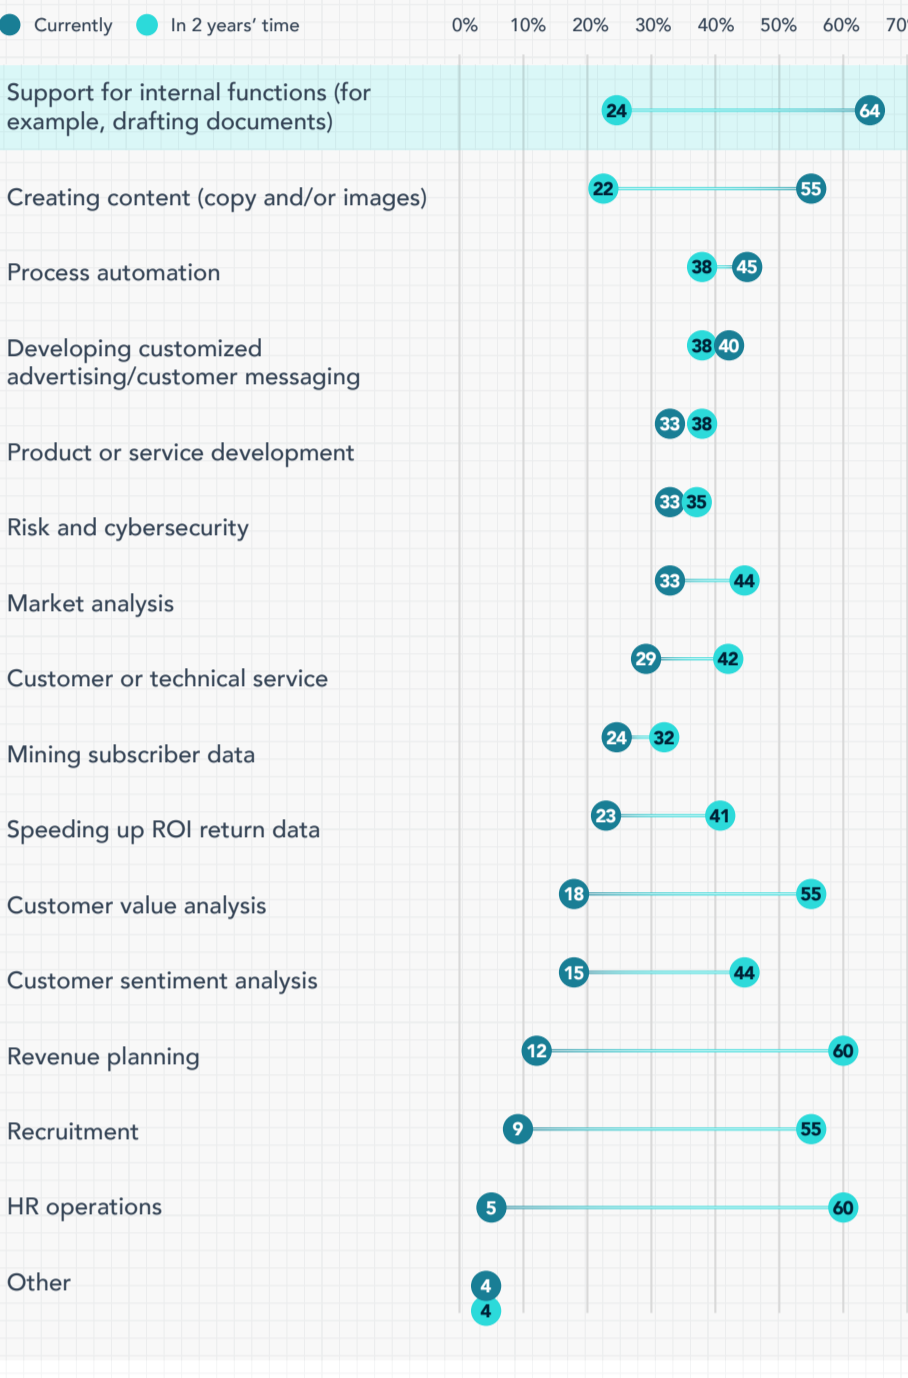 Currently In 2 years’ time 0% 10% 20% 30% 40% 50% 60% 70
Support for internal functions (for
example, drafting documents)
24 64
Creating content (copy and/or images)
22 55
Process automation
38 45
Developing customized
advertising/customer messaging
38 40
Product or service development
33 38
Risk and cybersecurity
33 35
Market analysis
33 44
Customer or technical service
29 42
Mining subscriber data
24 32
Speeding up ROI return data
23 41
Customer value analysis
18 55
Customer sentiment analysis
15 44
Revenue planning
12 60
Recruitment
9 55
HR operations
5 60
Other
4
4